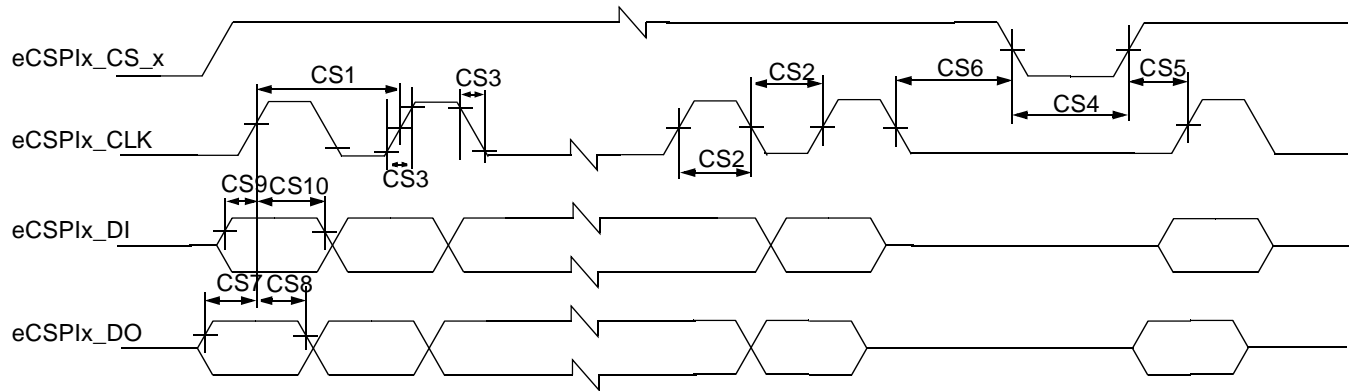 eCSPIx_CS_x
CS1
CS3
CS2
CS6
CS5
CS4
eCSPIx_CLK
CS3
CS2
CS9
CS10
eCSPIx_DI
CS7
CS8
eCSPIx_DO